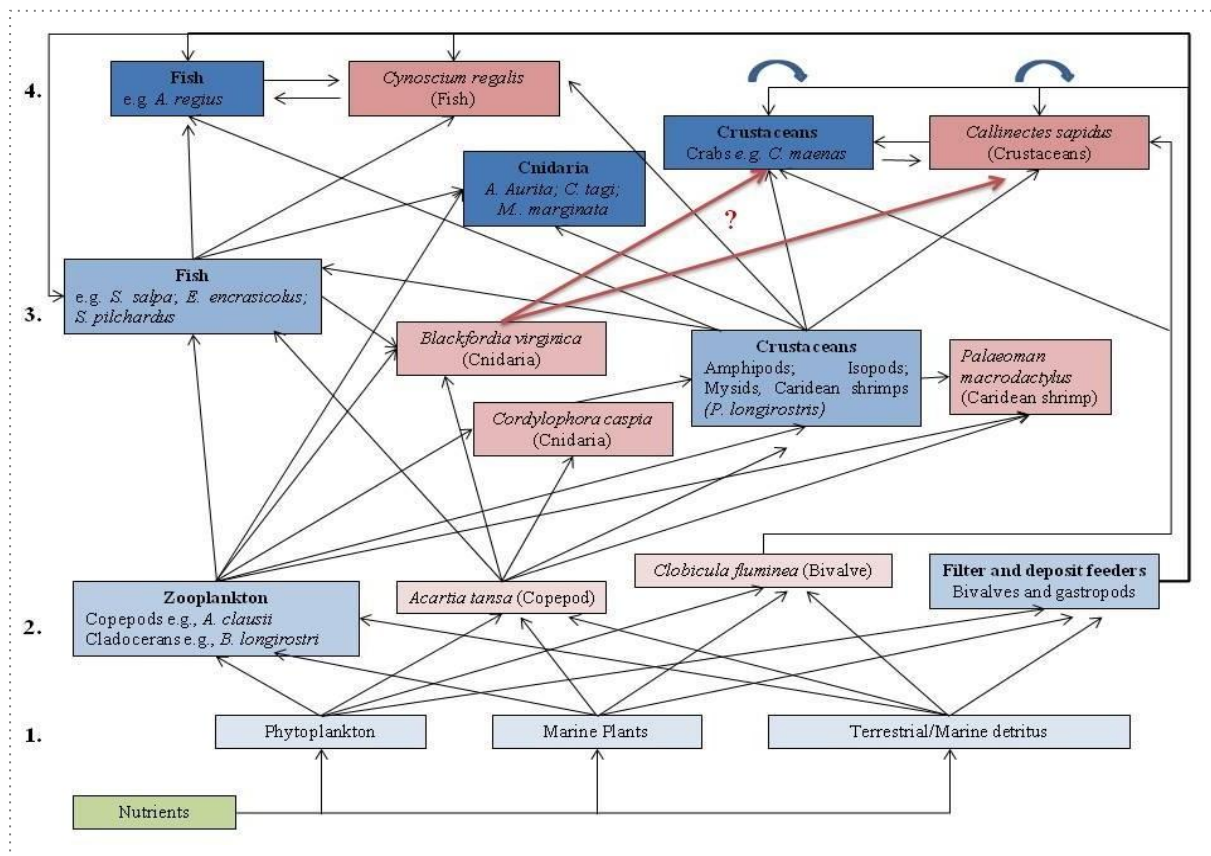 4.
Fish
e.g. A. regius
Cynoscium regalis
(Fish)
Crustaceans
Crabs e.g. C. maenas
Callinectes sapidus
(Crustaceans)
Cnidaria
A. Aurita; C. tagi;
M.. marginata
?
3.
Fish
e.g. S. salpa; E. encrasicolus;
S. pilchardus
Blackfordia virginica
(Cnidaria)
Crustaceans
Amphipods; Isopods;
Mysids, Caridean shrimps
(P. longirostris)
Palaeoman
macrodactylus
(Caridean shrimp)
Cordylophora caspia
(Cnidaria)
2.
Zooplankton
Copepods e.g., A. clausii
Cladocerans e.g., B. longirostri
Acartia tansa (Copepod)
Clobicula fluminea (Bivalve)
Filter and deposit feeders
Bivalves and gastropods
1.
Phytoplankton
Marine Plants
Terrestrial/Marine detritus
Nutrients